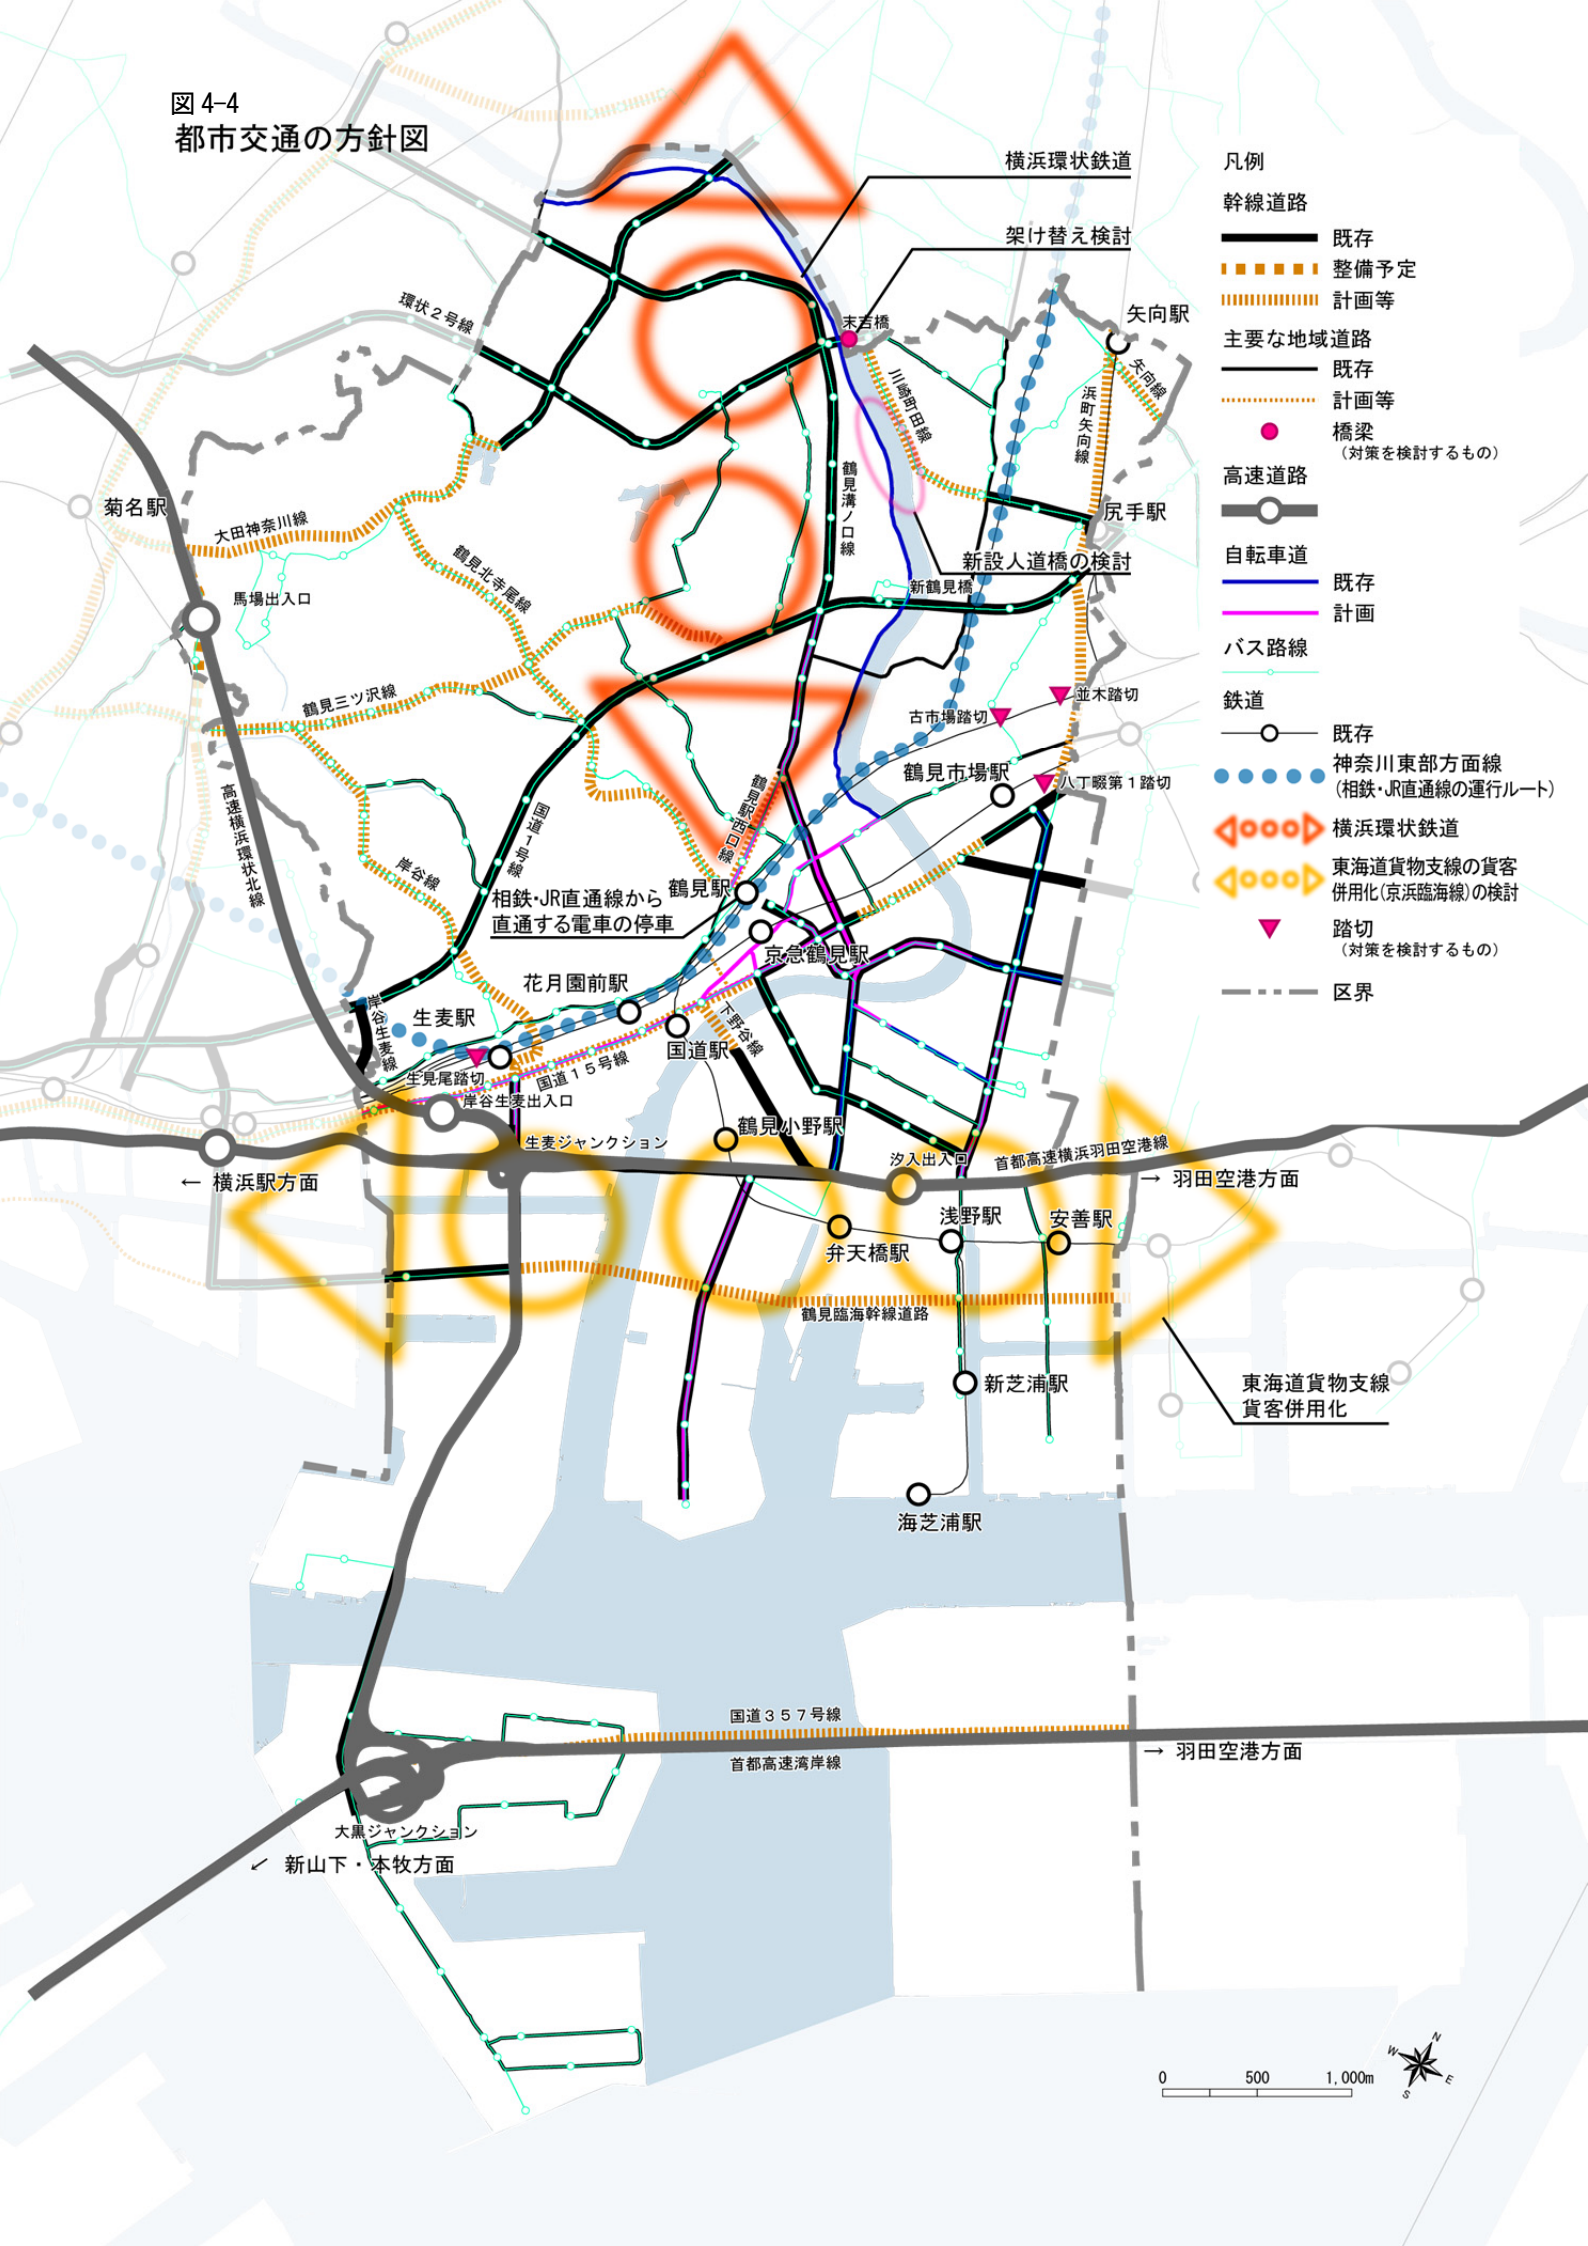 図 4-4
都市交通の方針図
横浜環状鉄道
架け替え検討
末吉橋
環状2号線
矢向駅
矢向線
浜町矢向線
川崎町田線
菊名駅
大田神奈川線
鶴見溝ノ口線
尻手駅
鶴見北寺尾線
新設人道橋の検討
新鶴見橋
馬場出入口
鶴見三ツ沢線
並木踏切
古市場踏切
鶴見市場駅
八丁畷第1踏切
高速横浜環状北線
国道1号線
鶴見駅西口線
岸谷線
相鉄・JR直通線から
直通する電車の停車
鶴見駅
京急鶴見駅
花月園前駅
岸谷生麦線
生麦駅
国道駅
下野谷線
生見尾踏切
国道15号線
岸谷生麦出入口
鶴見小野駅
生麦ジャンクション
汐入出入口
首都高速横浜羽田空港線
← 横浜駅方面
→ 羽田空港方面
浅野駅
安善駅
弁天橋駅
鶴見臨海幹線道路
新芝浦駅
東海道貨物支線
貨客併用化
海芝浦駅
国道357号線
首都高速湾岸線
→ 羽田空港方面
大黒ジャンクション
↙ 新山下・本牧方面
凡例
幹線道路
既存
整備予定
計画等
主要な地域道路
既存
計画等
橋梁
（対策を検討するもの）
高速道路
自転車道
既存
計画
バス路線
鉄道
既存
神奈川東部方面線
（相鉄・JR直通線の運行ルート）
横浜環状鉄道
東海道貨物支線の貨客
併用化（京浜臨海線）の検討
踏切
（対策を検討するもの）
区界
0 500 1,000m
N
W
E
S